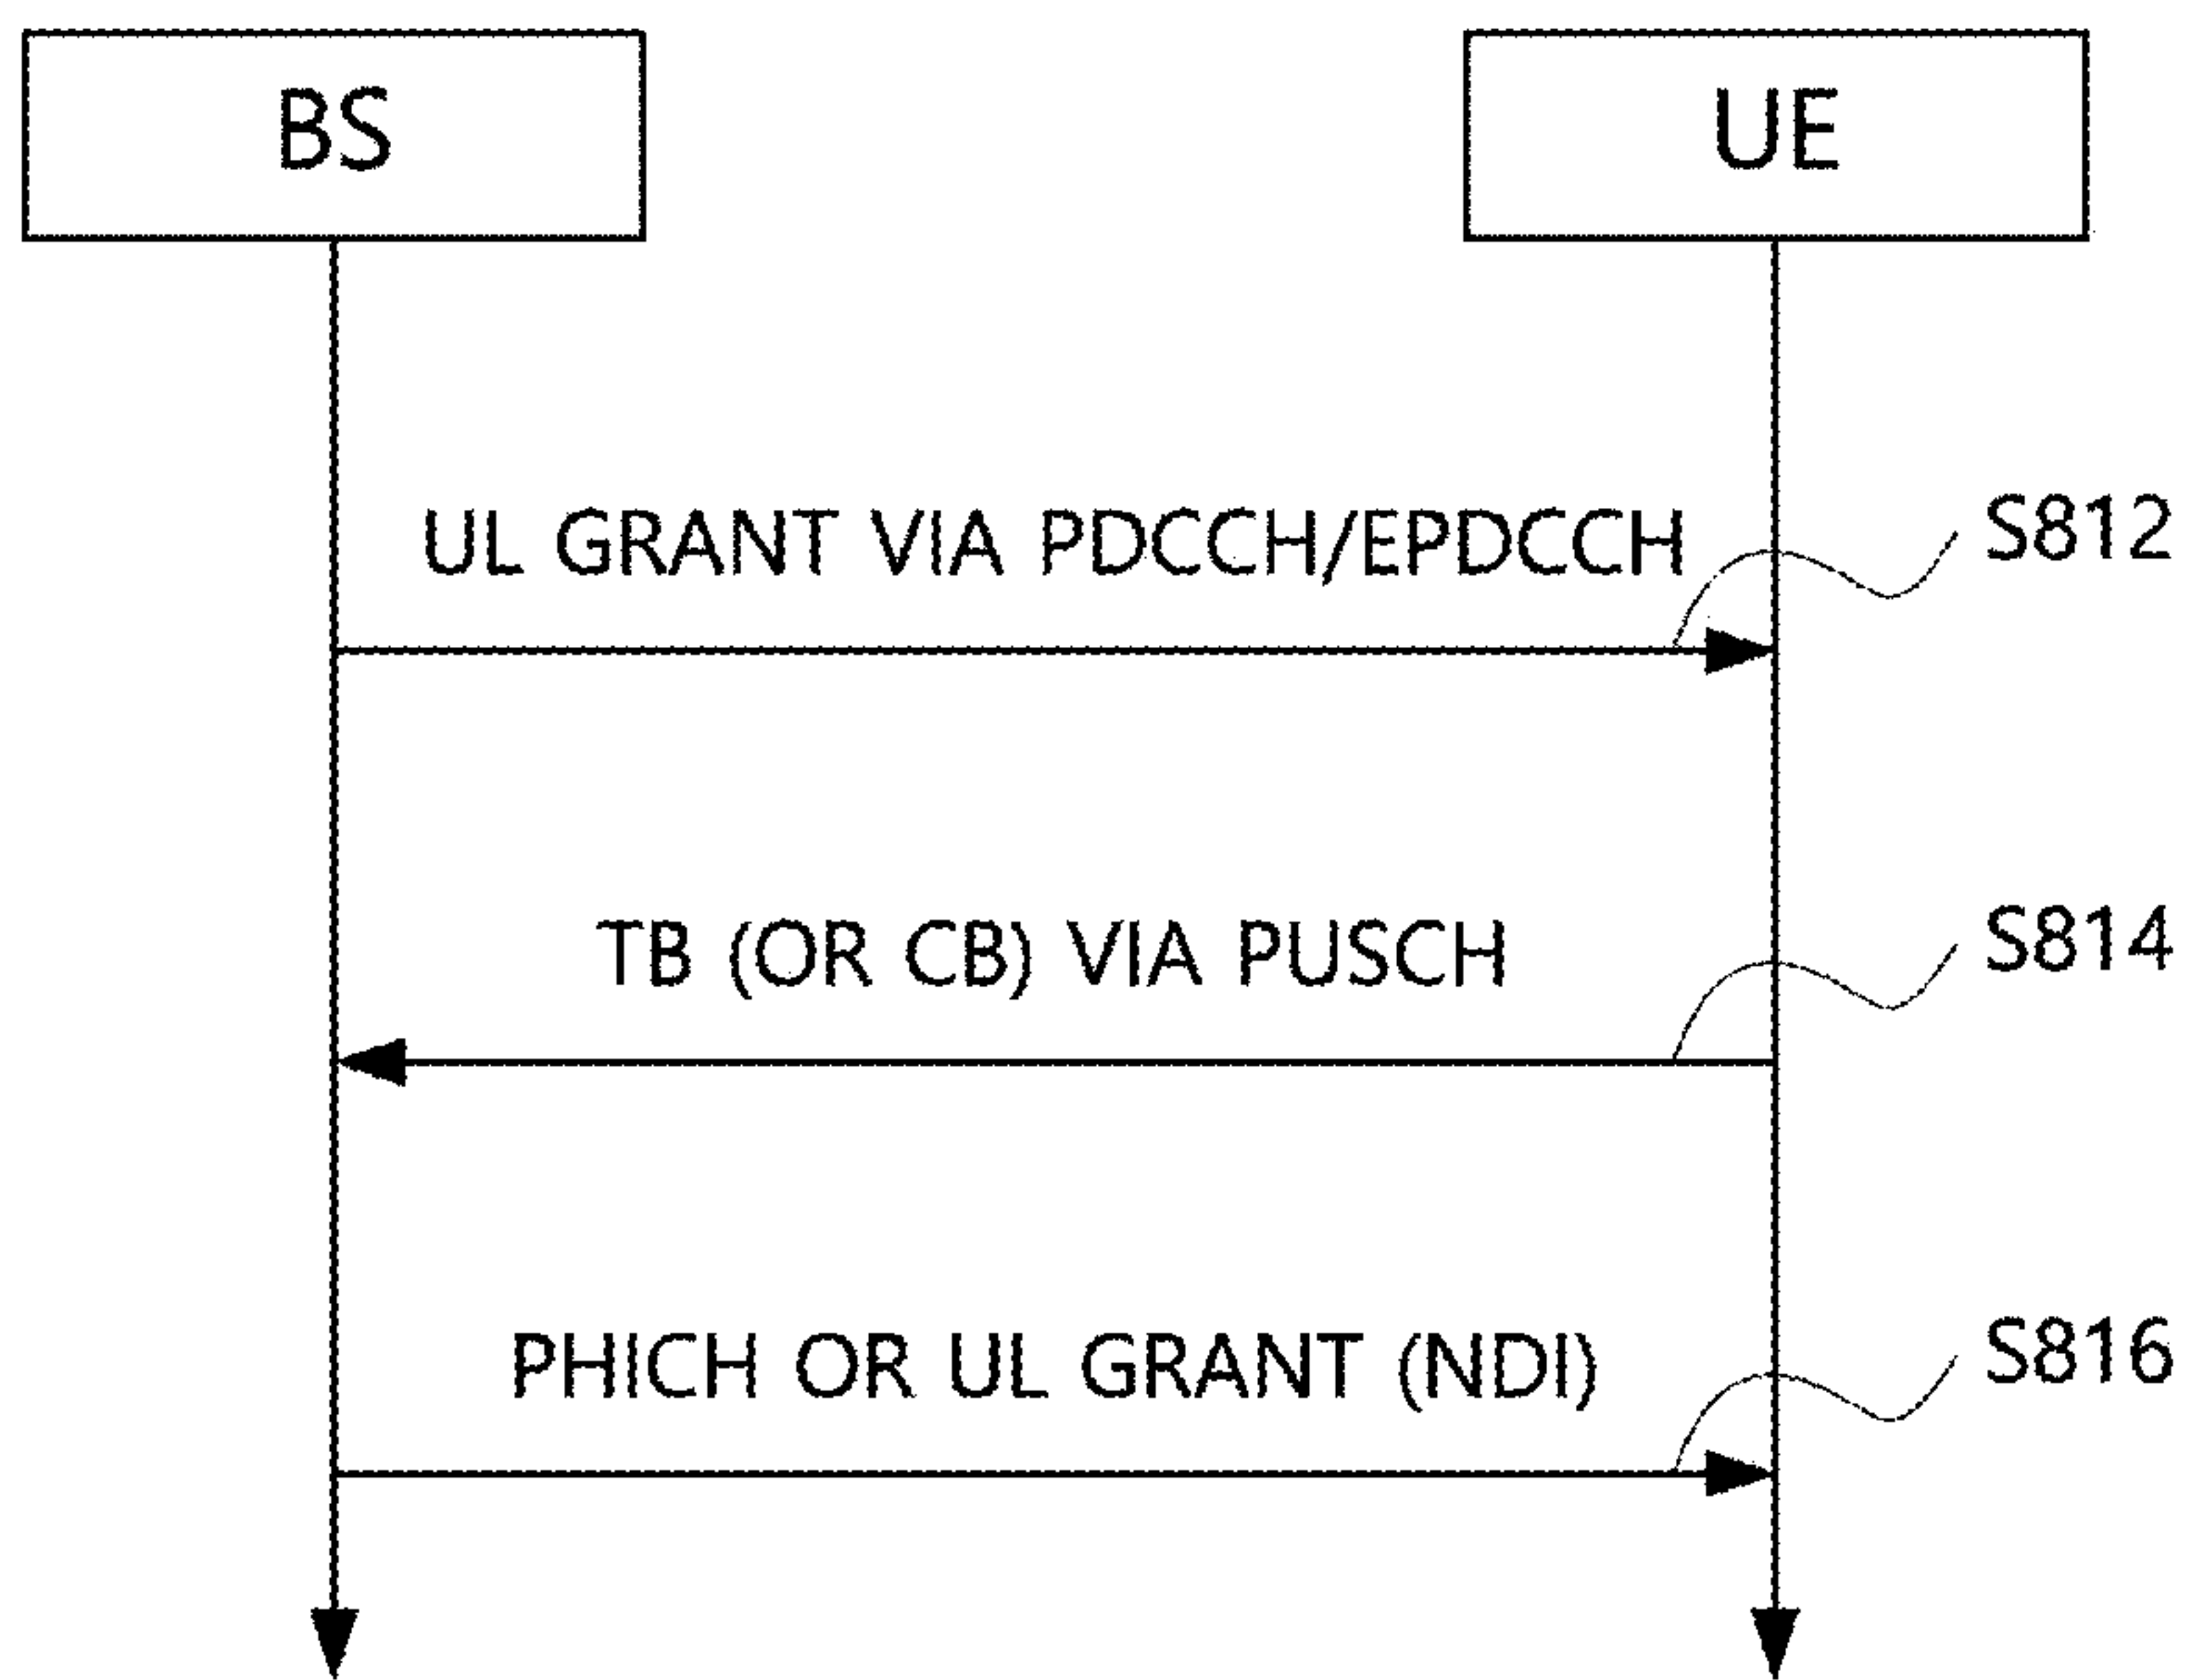 BS
UE
UL GRANT VIA PDCCH/EPDCCH
S812
TB (OR CB) VIA PUSCH
S814
PHICH OR UL GRANT (NDI)
S816